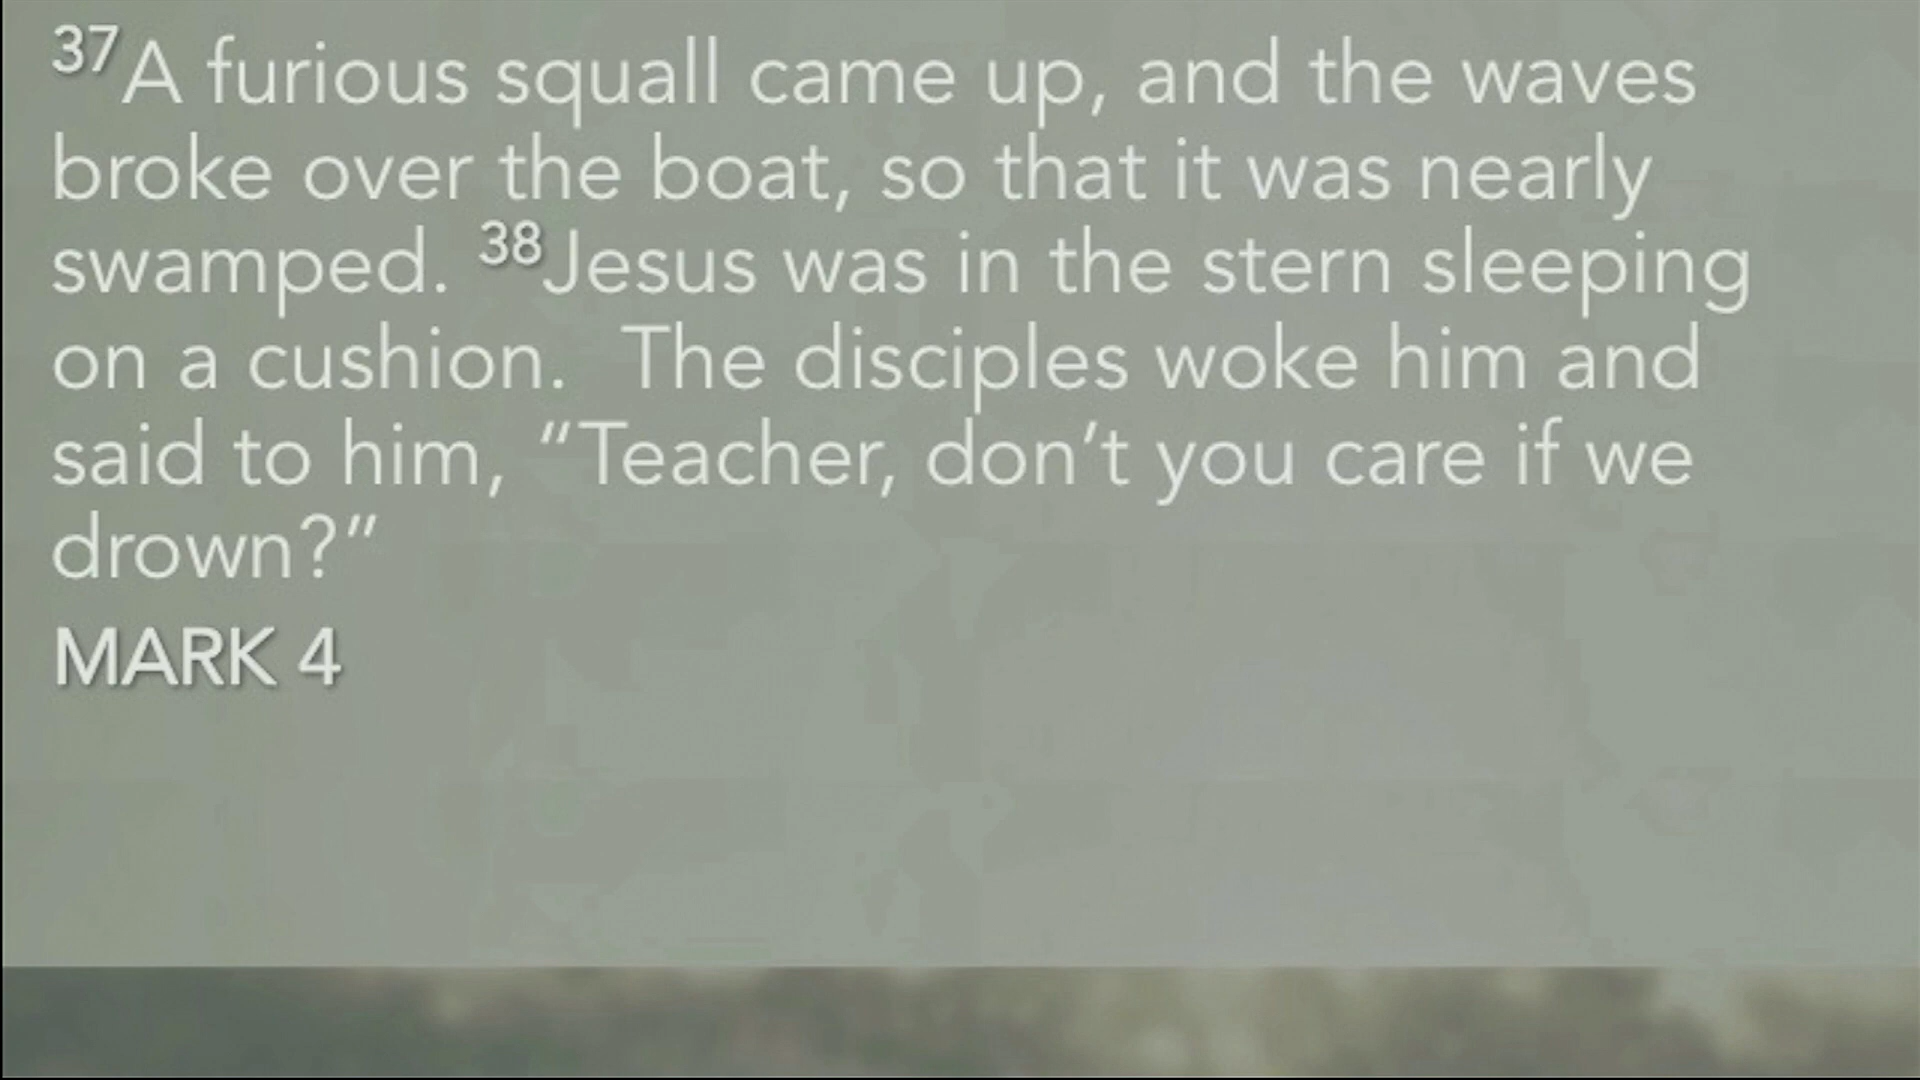 37A furious squall came up, and the waves
broke over the boat, so that it was nearly
swamped. 38Jesus was in the stern sleeping
on a cushion.  The disciples woke him and
said to him, “Teacher, don’t you care if we
drown?”
MARK 4